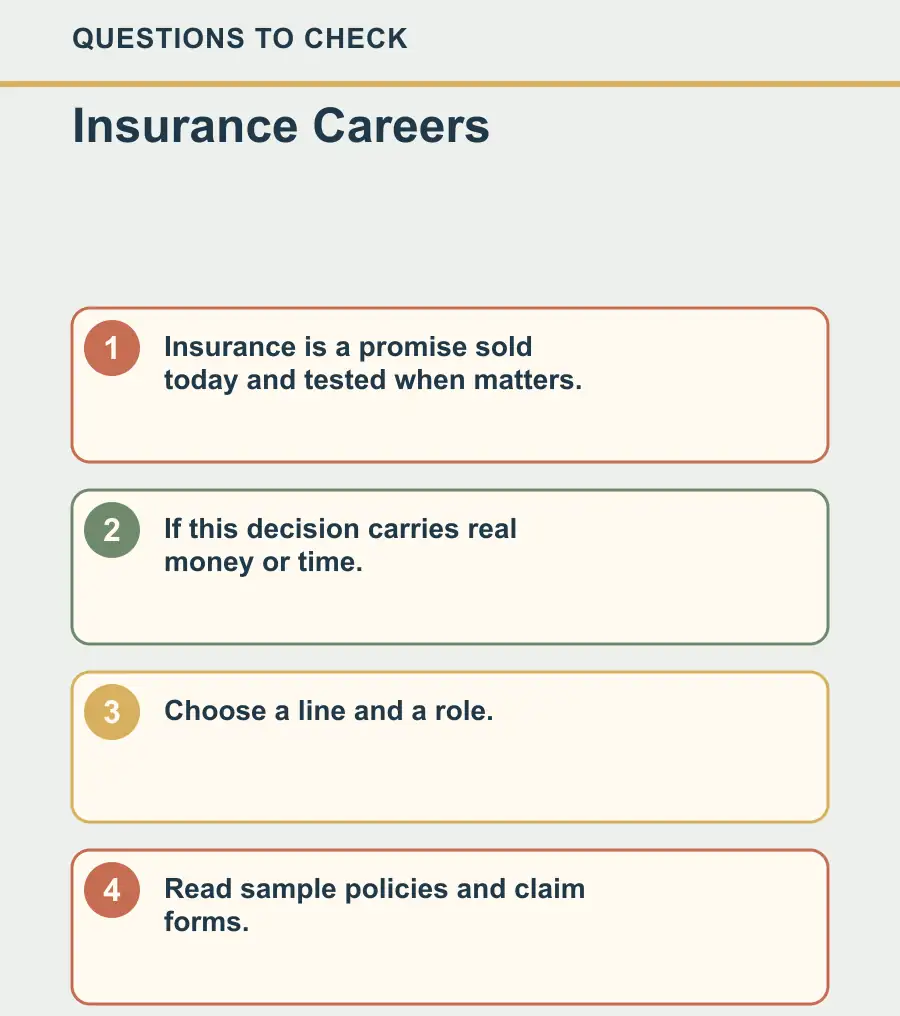 QUESTIONS TO CHECK
Insurance Careers
1
Insurance is a promise sold
today and tested when matters.
2
If this decision carries real
money or time.
3
Choose a line and a role.
4
Read sample policies and claim
forms.